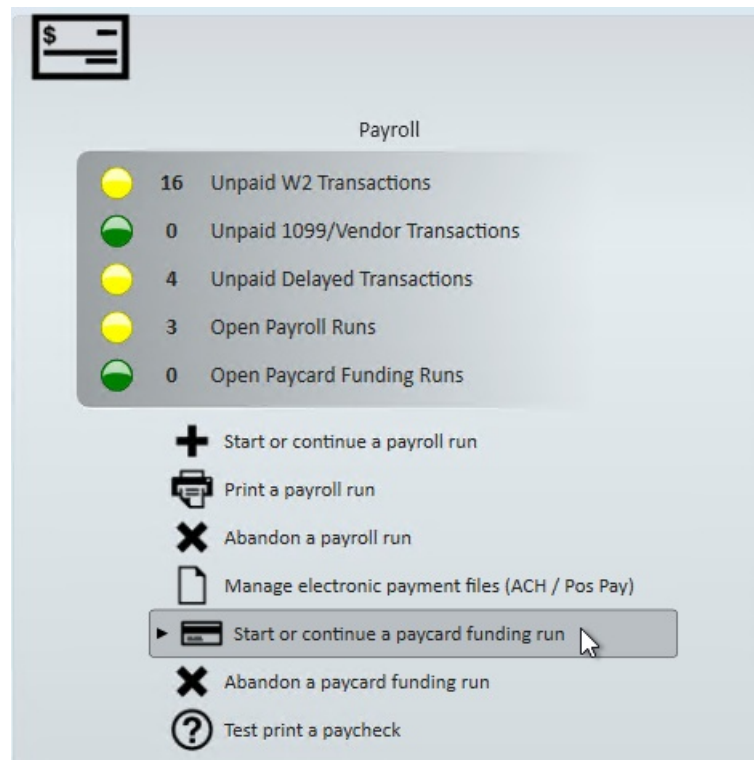 $
Payroll
16 Unpaid W2 Transactions
0 Unpaid 1099/Vendor Transactions
4 Unpaid Delayed Transactions
3 Open Payroll Runs
0 Open Paycard Funding Runs
Start or continue a payroll run
Print a payroll run
Abandon a payroll run
Manage electronic payment files (ACH / Pos Pay)
Start or continue a paycard funding run
Abandon a paycard funding run
? Test print a paycheck